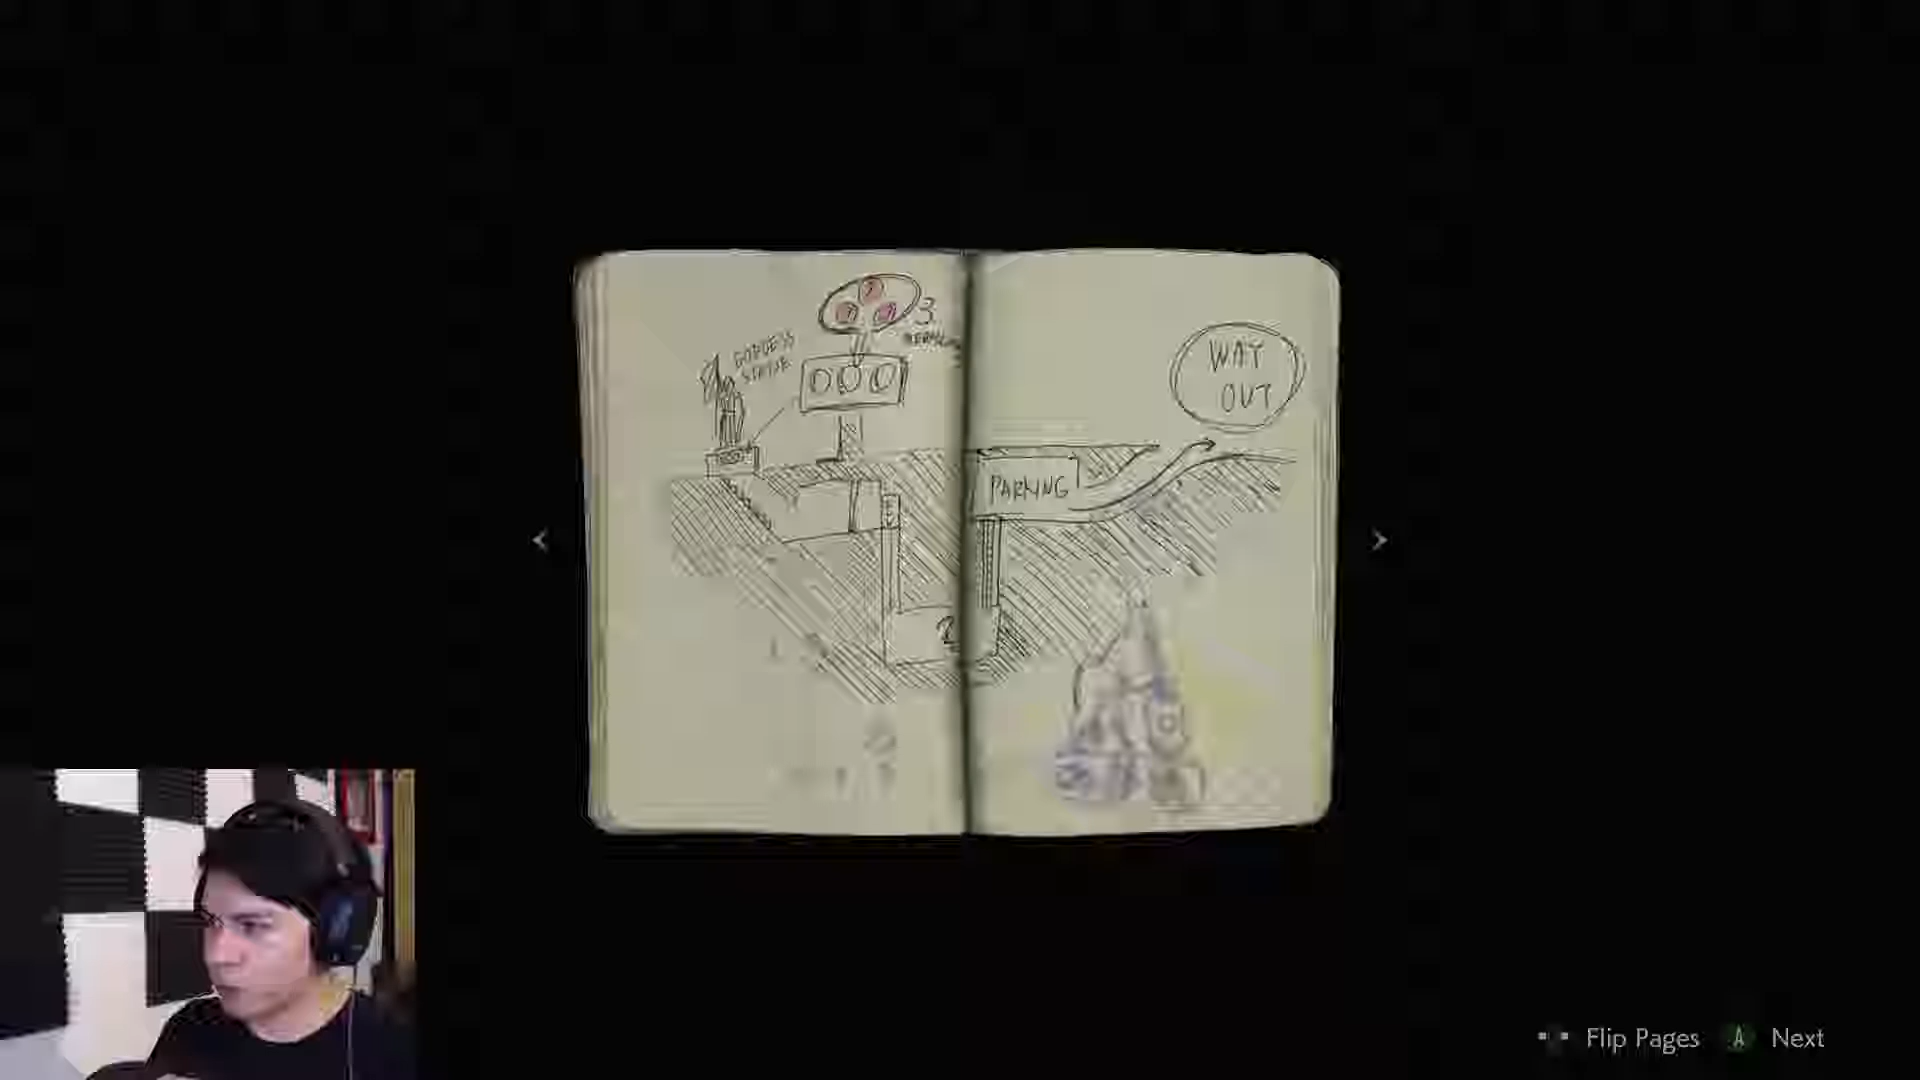 3
GODDESS
STATUE
WAY
OUT
PARKING
?
Flip Pages
A
Next